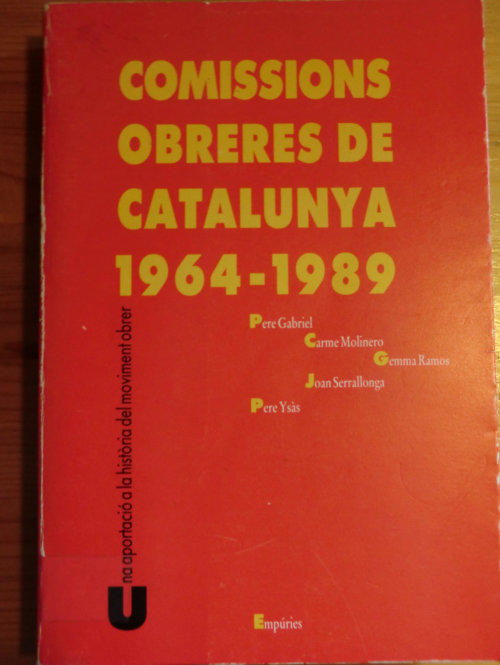 COMISSIONS
OBRERES DE
CATALUNYA
1964-1989
Pere Gabriel
Carme Molinero
Gemma Ramos
Joan Serrallonga
Pere Ysàs
Una aportació a la història del moviment obrer
Empúries